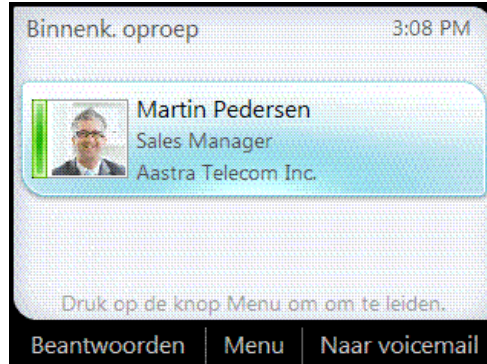 Binnenk. oproep 3:08 PM
Martin Pedersen
Sales Manager
Aastra Telecom Inc.
Druk op de knop Menu om om te leiden.
Beantwoorden Menu Naar voicemail